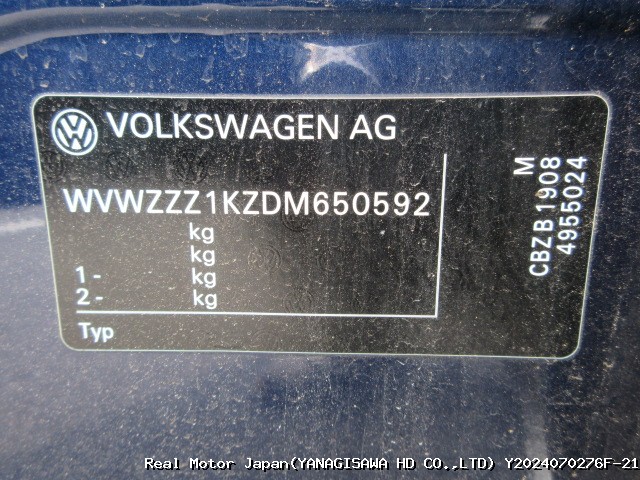 VOLKSWAGEN AG
WVWZZZ1KZDM650592
kg
kg
1 - kg
2 - kg
Typ
M
CBZ B1908
4955024
Real Motor Japan(YANAGISAWA HD CO.,LTD) Y2024070276F-21